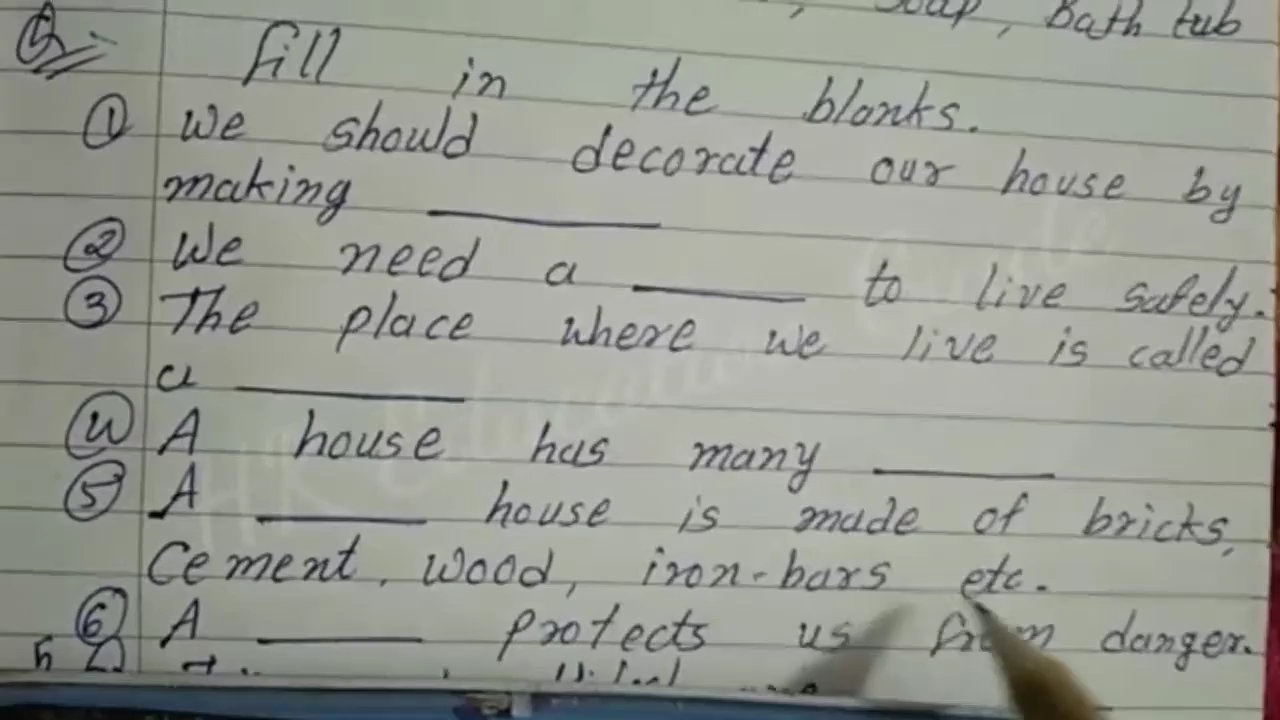 Soap, Bath tub
Q. Fill in the blanks.
① We should decorate our house by
making ______
② We need a ______ to live safely.
③ The place where we live is called
a ______
④ A house has many ______
⑤ A ______ house is made of bricks,
Cement, wood, iron-bars etc.
⑥ A ______ protects us from danger.